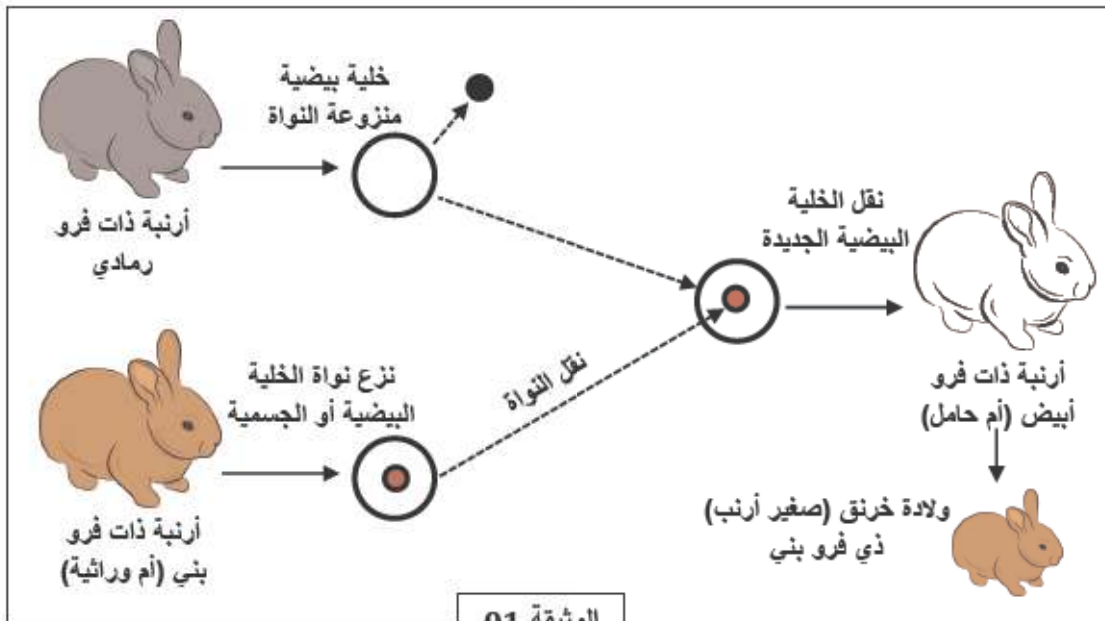 خلية بيضية
منزوعة النواة
أرنبة ذات فرو
رمادي
نقل الخلية
البيضية الجديدة
نزع نواة الخلية
البيضية أو الجسمية
نقل النواة
أرنبة ذات فرو
أبيض (أم حامل)
أرنبة ذات فرو
بني (أم وراثية)
ولادة خرنق (صغير أرنب)
ذي فرو بني
الوثيقة 01